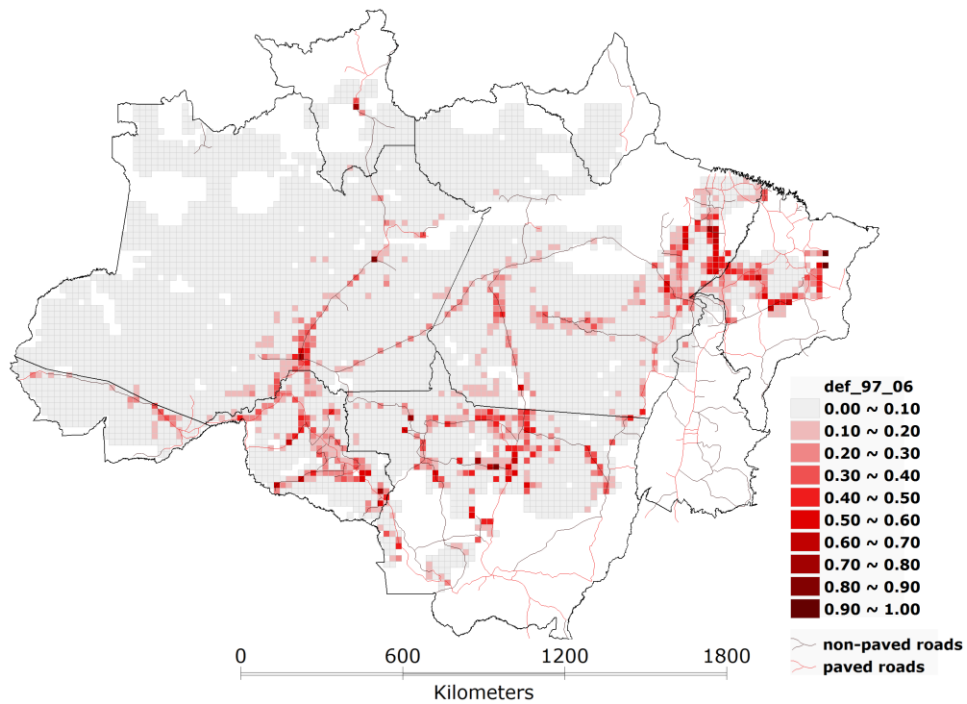 def_97_06
0.00 ~ 0.10
0.10 ~ 0.20
0.20 ~ 0.30
0.30 ~ 0.40
0.40 ~ 0.50
0.50 ~ 0.60
0.60 ~ 0.70
0.70 ~ 0.80
0.80 ~ 0.90
0.90 ~ 1.00
non-paved roads
paved roads
0 600 1200 1800
Kilometers